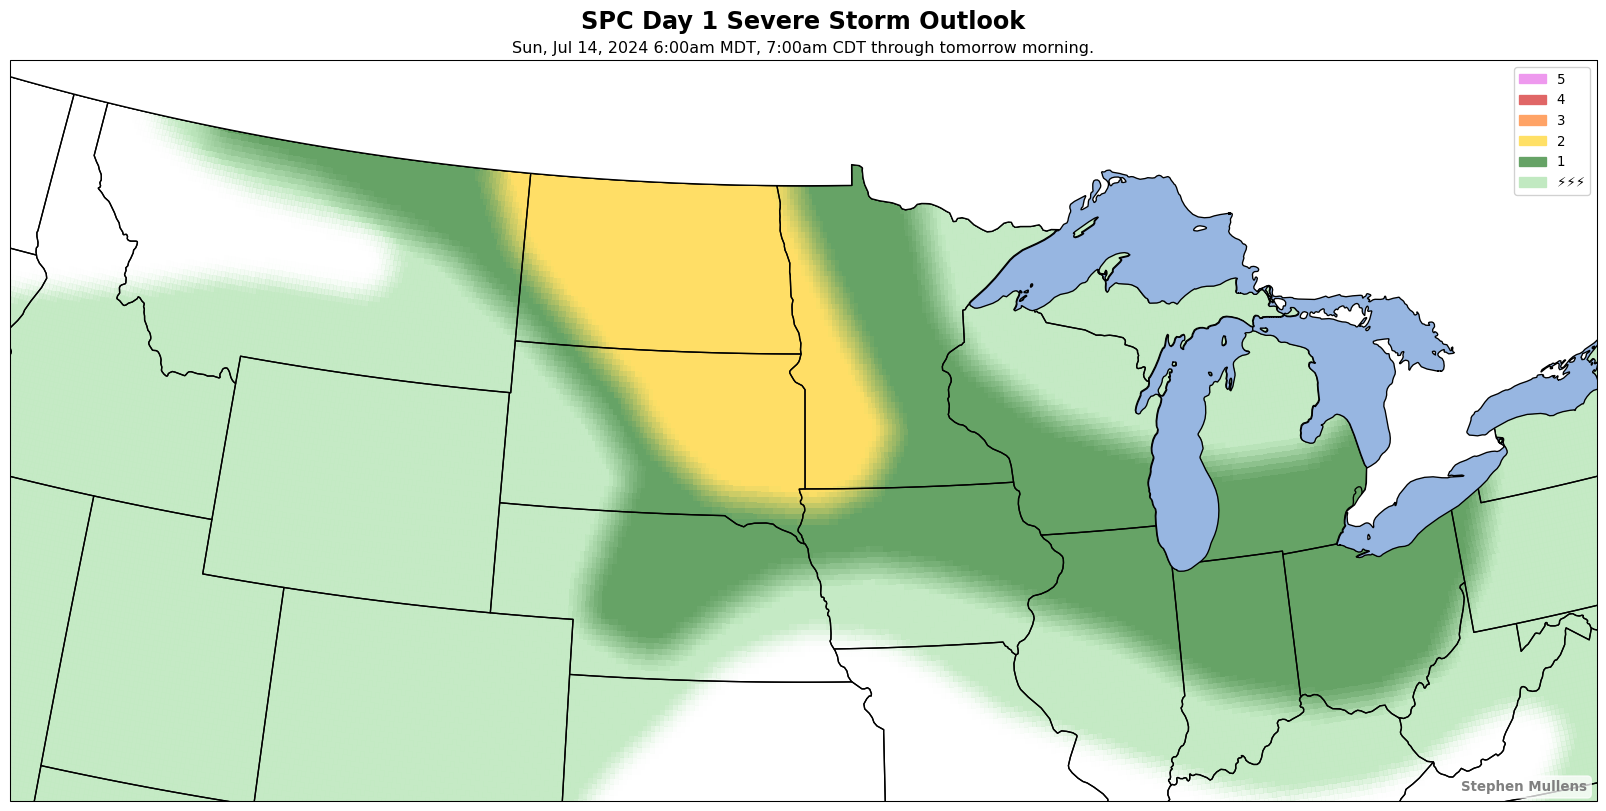 SPC Day 1 Severe Storm Outlook
Sun, Jul 14, 2024 6:00am MDT, 7:00am CDT through tomorrow morning.
5
4
3
2
1
⚡⚡⚡
Stephen Mullens